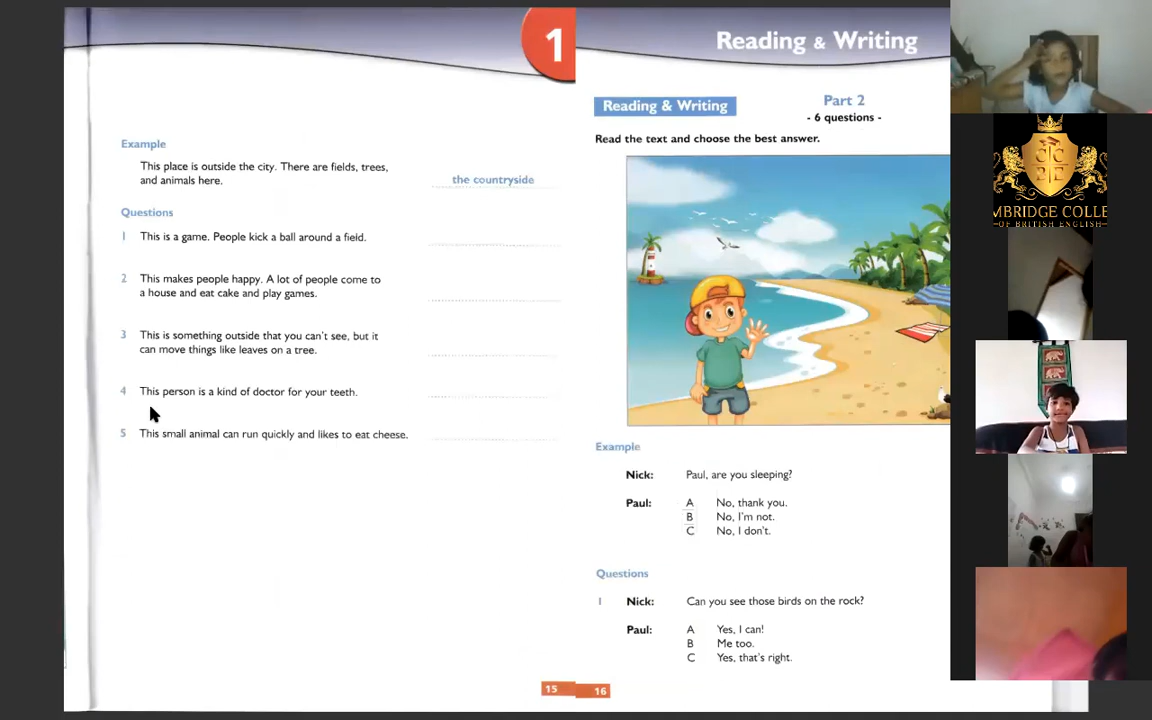 1
Example
This place is outside the city. There are fields, trees,
and animals here.
the countryside
Questions
1 This is a game. People kick a ball around a field.
2 This makes people happy. A lot of people come to
a house and eat cake and play games.
3 This is something outside that you can't see, but it
can move things like leaves on a tree.
4 This person is a kind of doctor for your teeth.
5 This small animal can run quickly and likes to eat cheese.
15
Reading & Writing
Reading & Writing
Part 2
- 6 questions -
Read the text and choose the best answer.
Example
Nick: Paul, are you sleeping?
Paul: A No, thank you.
B No, I'm not.
C No, I don't.
Questions
1 Nick: Can you see those birds on the rock?
Paul: A Yes, I can!
B Me too.
C Yes, that's right.
16
MBRIDGE COLLE
OF BRITISH ENGLISH